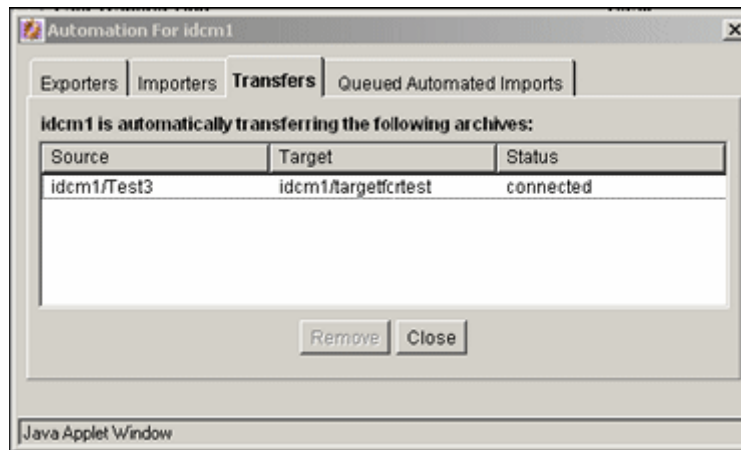 Automation For idcm1
Exporters Importers Transfers Queued Automated Imports
idcm1 is automatically transferring the following archives:
Source Target Status
idcm1/Test3 idcm1/targetfortest connected
Remove Close
Java Applet Window